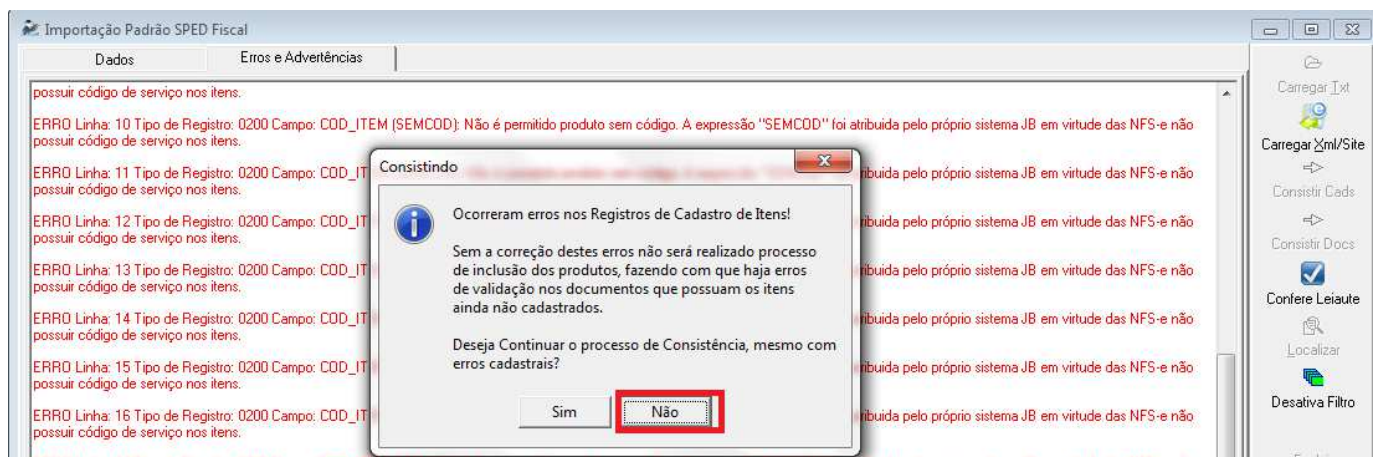 Importação Padrão SPED Fiscal
Dados
Erros e Advertências
possuir código de serviço nos itens.
ERRO Linha: 10 Tipo de Registro: 0200 Campo: COD_ITEM (SEMCOD): Não é permitido produto sem código. A expressão "SEMCOD" foi atribuida pelo próprio sistema JB em virtude das NFS-e não
possuir código de serviço nos itens.
ERRO Linha: 11 Tipo de Registro: 0200 Campo: COD_IT
ribuida pelo próprio sistema JB em virtude das NFS-e não
possuir código de serviço nos itens.
ERRO Linha: 12 Tipo de Registro: 0200 Campo: COD_IT
ribuida pelo próprio sistema JB em virtude das NFS-e não
possuir código de serviço nos itens.
ERRO Linha: 13 Tipo de Registro: 0200 Campo: COD_IT
ribuida pelo próprio sistema JB em virtude das NFS-e não
possuir código de serviço nos itens.
ERRO Linha: 14 Tipo de Registro: 0200 Campo: COD_IT
ribuida pelo próprio sistema JB em virtude das NFS-e não
possuir código de serviço nos itens.
ERRO Linha: 15 Tipo de Registro: 0200 Campo: COD_IT
ribuida pelo próprio sistema JB em virtude das NFS-e não
possuir código de serviço nos itens.
ERRO Linha: 16 Tipo de Registro: 0200 Campo: COD_IT
ribuida pelo próprio sistema JB em virtude das NFS-e não
possuir código de serviço nos itens.
Consistindo
Ocorreram erros nos Registros de Cadastro de Itens!
Sem a correção destes erros não será realizado processo
de inclusão dos produtos, fazendo com que haja erros
de validação nos documentos que possuam os itens
ainda não cadastrados.
Deseja Continuar o processo de Consistência, mesmo com
erros cadastrais?
Sim
Não
Carregar Txt
Carregar Xml/Site
Consistir Cads
Consistir Docs
Confere Leiaute
Localizar
Desativa Filtro